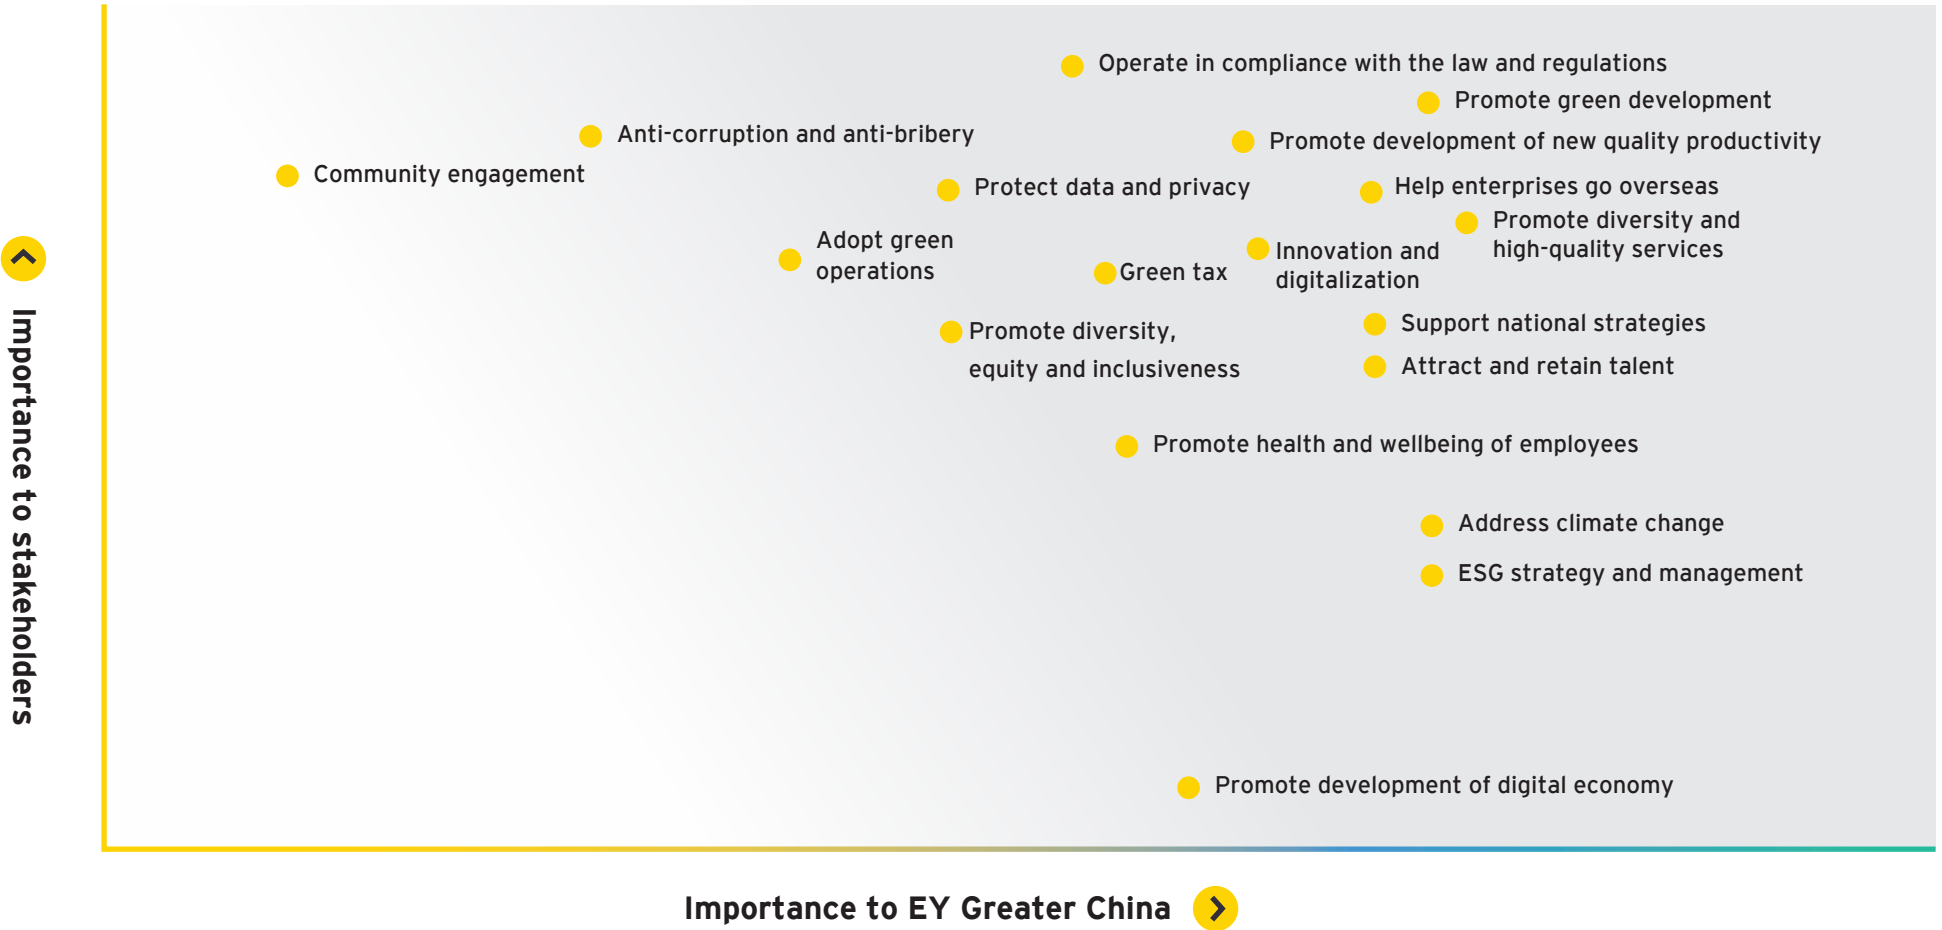 Operate in compliance with the law and regulations
Promote green development
Anti-corruption and anti-bribery
Promote development of new quality productivity
Community engagement
Protect data and privacy
Help enterprises go overseas
Promote diversity and
high-quality services
Adopt green
operations
Green tax
Innovation and
digitalization
Promote diversity,
equity and inclusiveness
Support national strategies
Attract and retain talent
Promote health and wellbeing of employees
Address climate change
ESG strategy and management
Promote development of digital economy
Importance to stakeholders
Importance to EY Greater China